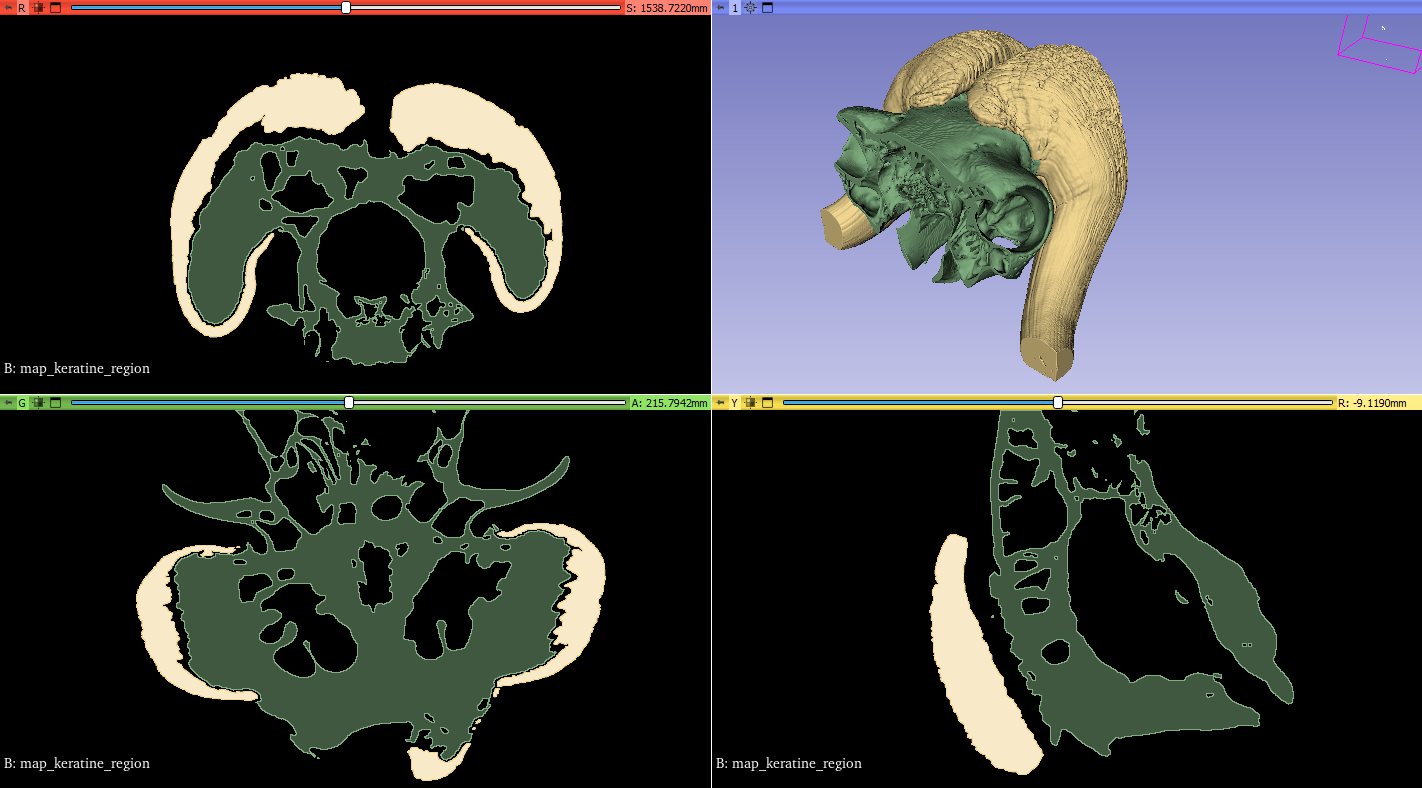 R S: 1538.7220mm
1
B: map_keratine_region
G A: 215.7942mm
Y R: -9.1190mm
B: map_keratine_region
B: map_keratine_region